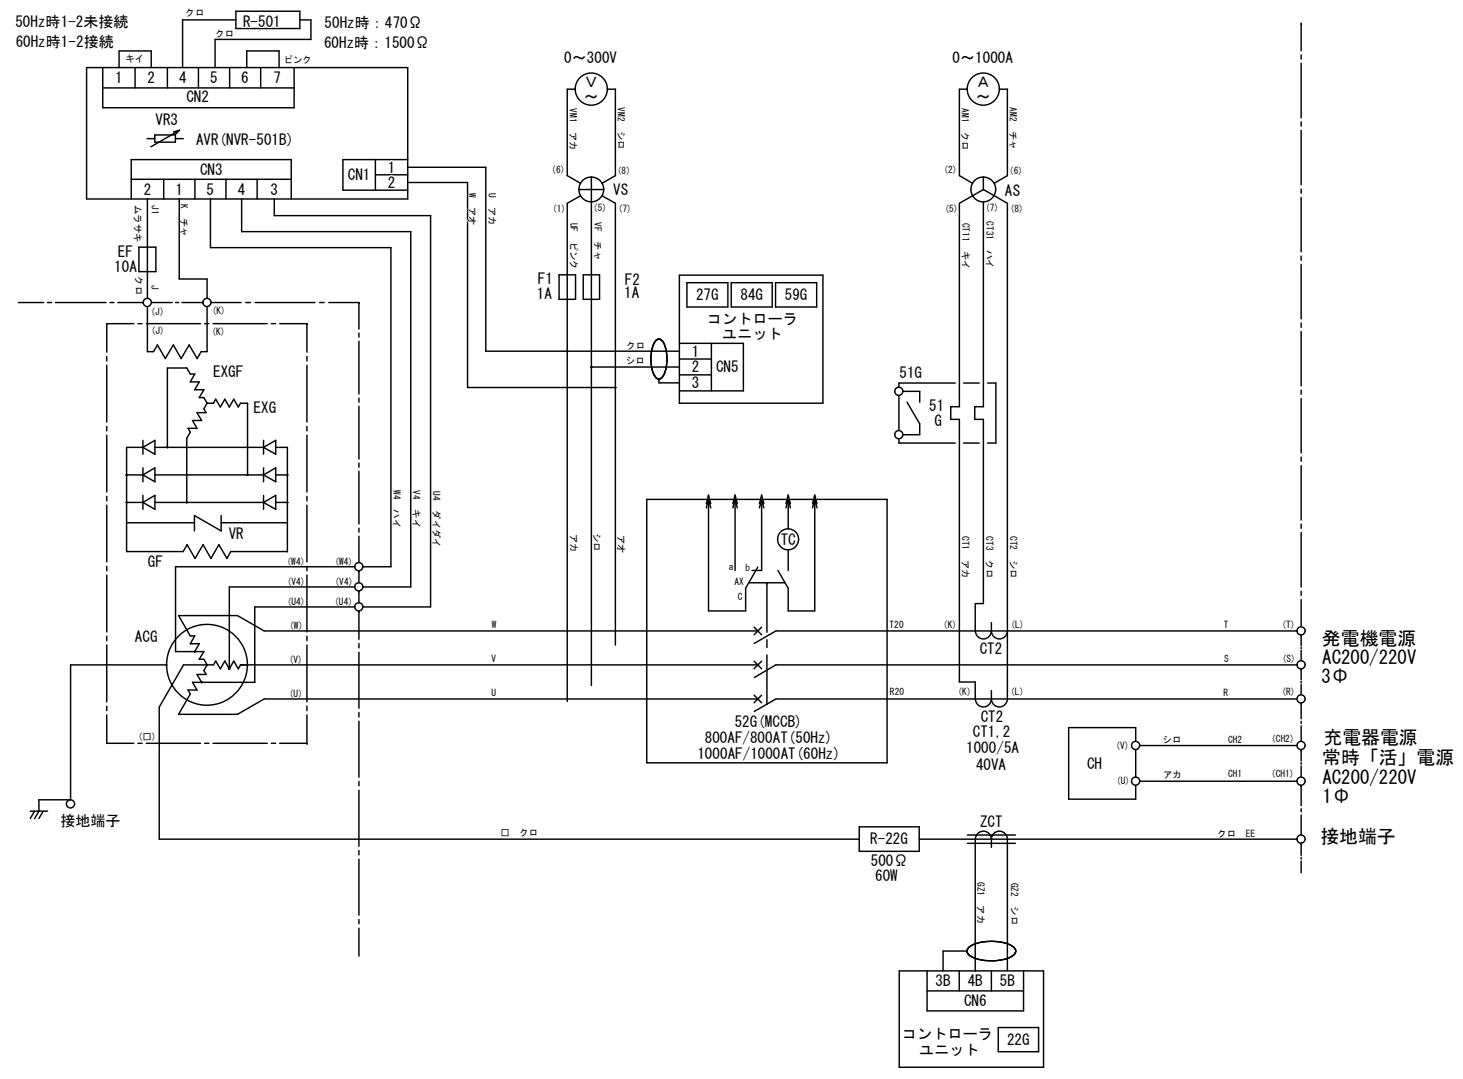 50Hz時1-2未接続
60Hz時1-2接続
クロ
R-501
クロ
50Hz時：470Ω
60Hz時：1500Ω
キイ
ピンク
1 2 4 5 6 7
CN2
VR3
AVR(NVR-501B)
CN3
2 1 5 4 3
CN1
1
2
J1
ムラサキ
K チャ
EF
10A
J
クロ
(J) (K)
(J) (K)
EXGF
EXG
VR
GF
W4 ハイ
V4 キイ
U4 ダイダイ
(W4) (W4)
(V4) (V4)
(U4) (U4)
ACG
(W)
(V)
(U)
(ロ)
接地端子
W アオ
U アカ
0～300V
V
～
VM1 アカ
VM2 シロ
(6) (8)
VS
(1) (5) (7)
UF ピンク
VF チャ
F1
1A
F2
1A
アカ
シロ
アオ
クロ
シロ
27G 84G 59G
コントローラ
ユニット
1
2
3
CN5
0～1000A
A
～
AM1 クロ
AM2 チャ
(2) (6)
AS
(5) (7) (8)
CT11 キイ
CT31 ハイ
51G
51
G
CT1 アカ
CT3 クロ
CT2 シロ
TC
a b
AX
C
W
V
U
T20
R20
52G(MCCB)
800AF/800AT(50Hz)
1000AF/1000AT(60Hz)
(K) (L)
CT2
(K) (L)
CT2
CT1,2
1000/5A
40VA
T (T)
S (S)
R (R)
発電機電源
AC200/220V
3Φ
CH
(V) シロ CH2 (CH2)
(U) アカ CH1 (CH1)
充電器電源
常時「活」電源
AC200/220V
1Φ
ロ クロ
R-22G
500Ω
60W
ZCT
クロ EE
接地端子
GZ1 アカ
GZ2 シロ
3B 4B 5B
CN6
コントローラ
ユニット
22G